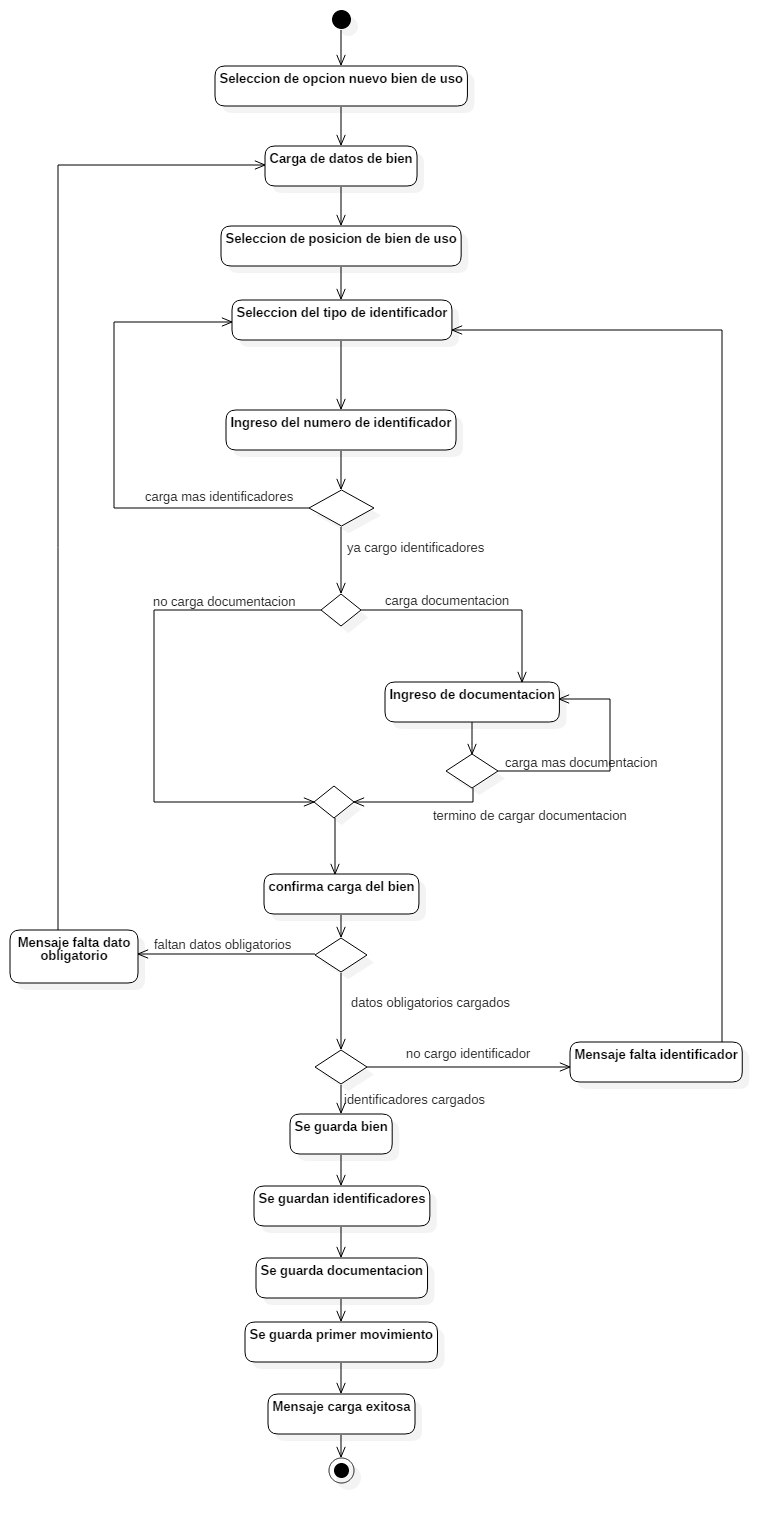 Seleccion de opcion nuevo bien de uso
Carga de datos de bien
Seleccion de posicion de bien de uso
Seleccion del tipo de identificador
Ingreso del numero de identificador
carga mas identificadores
ya cargo identificadores
no carga documentacion
carga documentacion
Ingreso de documentacion
carga mas documentacion
termino de cargar documentacion
confirma carga del bien
Mensaje falta dato
obligatorio
faltan datos obligatorios
datos obligatorios cargados
no cargo identificador
Mensaje falta identificador
identificadores cargados
Se guarda bien
Se guardan identificadores
Se guarda documentacion
Se guarda primer movimiento
Mensaje carga exitosa